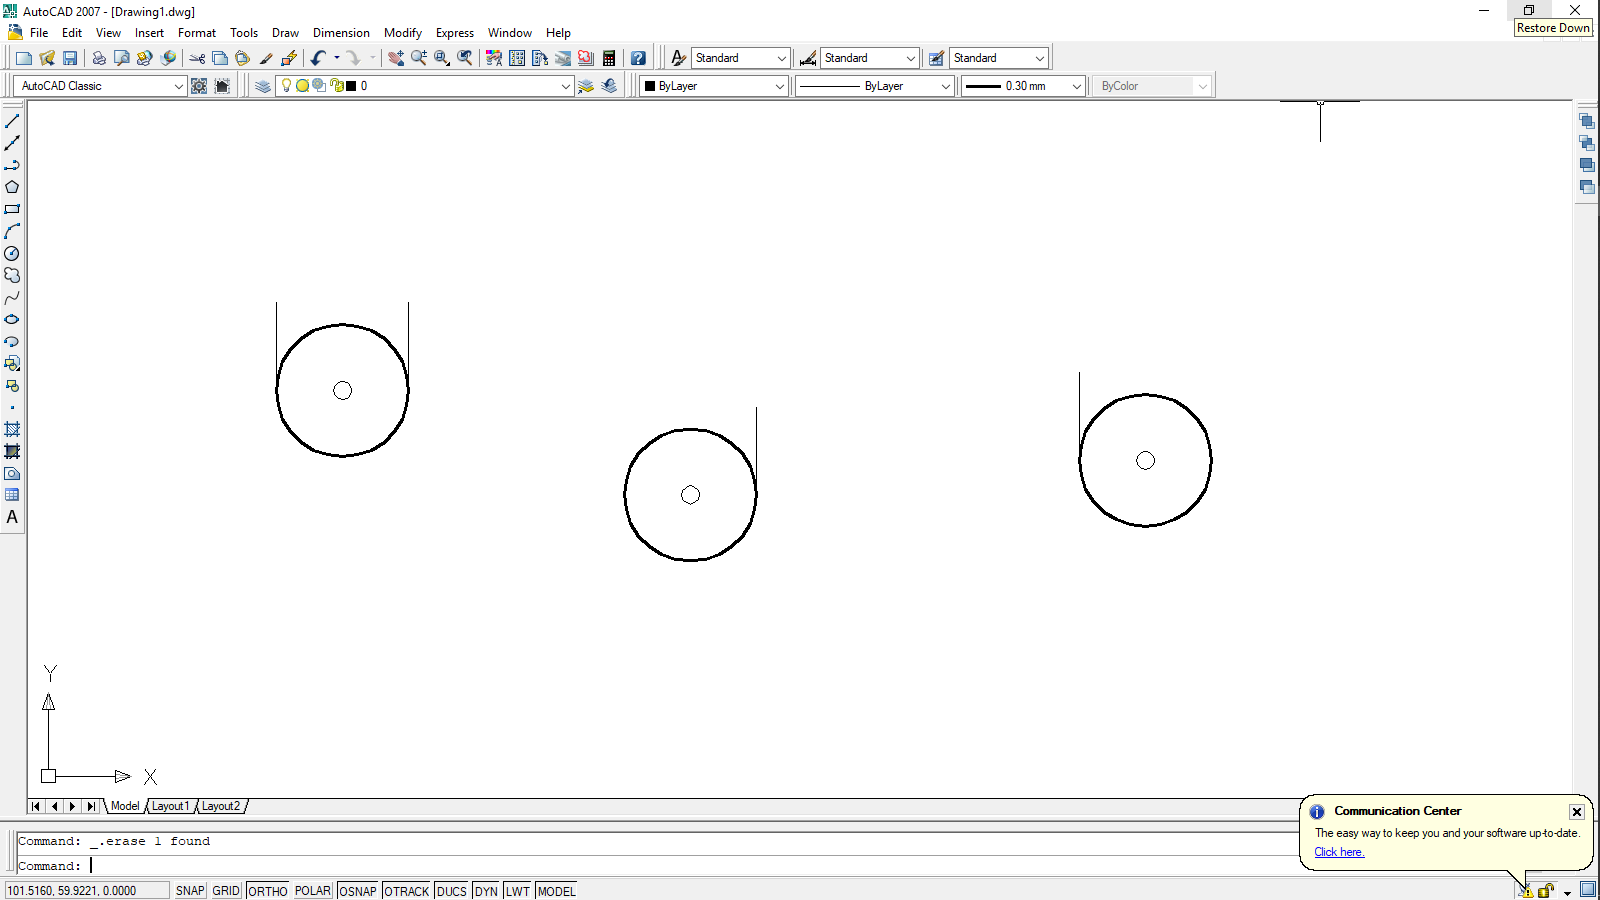 AutoCAD 2007 - [Drawing1.dwg]
Restore Down
File Edit View Insert Format Tools Draw Dimension Modify Express Window Help
Standard Standard Standard
AutoCAD Classic 0 ByLayer ByLayer 0.30 mm ByColor
A
Y
X
Model Layout1 Layout2
Communication Center
The easy way to keep you and your software up-to-date.
Click here.
Command: _.erase 1 found
Command:
101.5160, 59.9221, 0.0000 SNAP GRID ORTHO POLAR OSNAP OTRACK DUCS DYN LWT MODEL